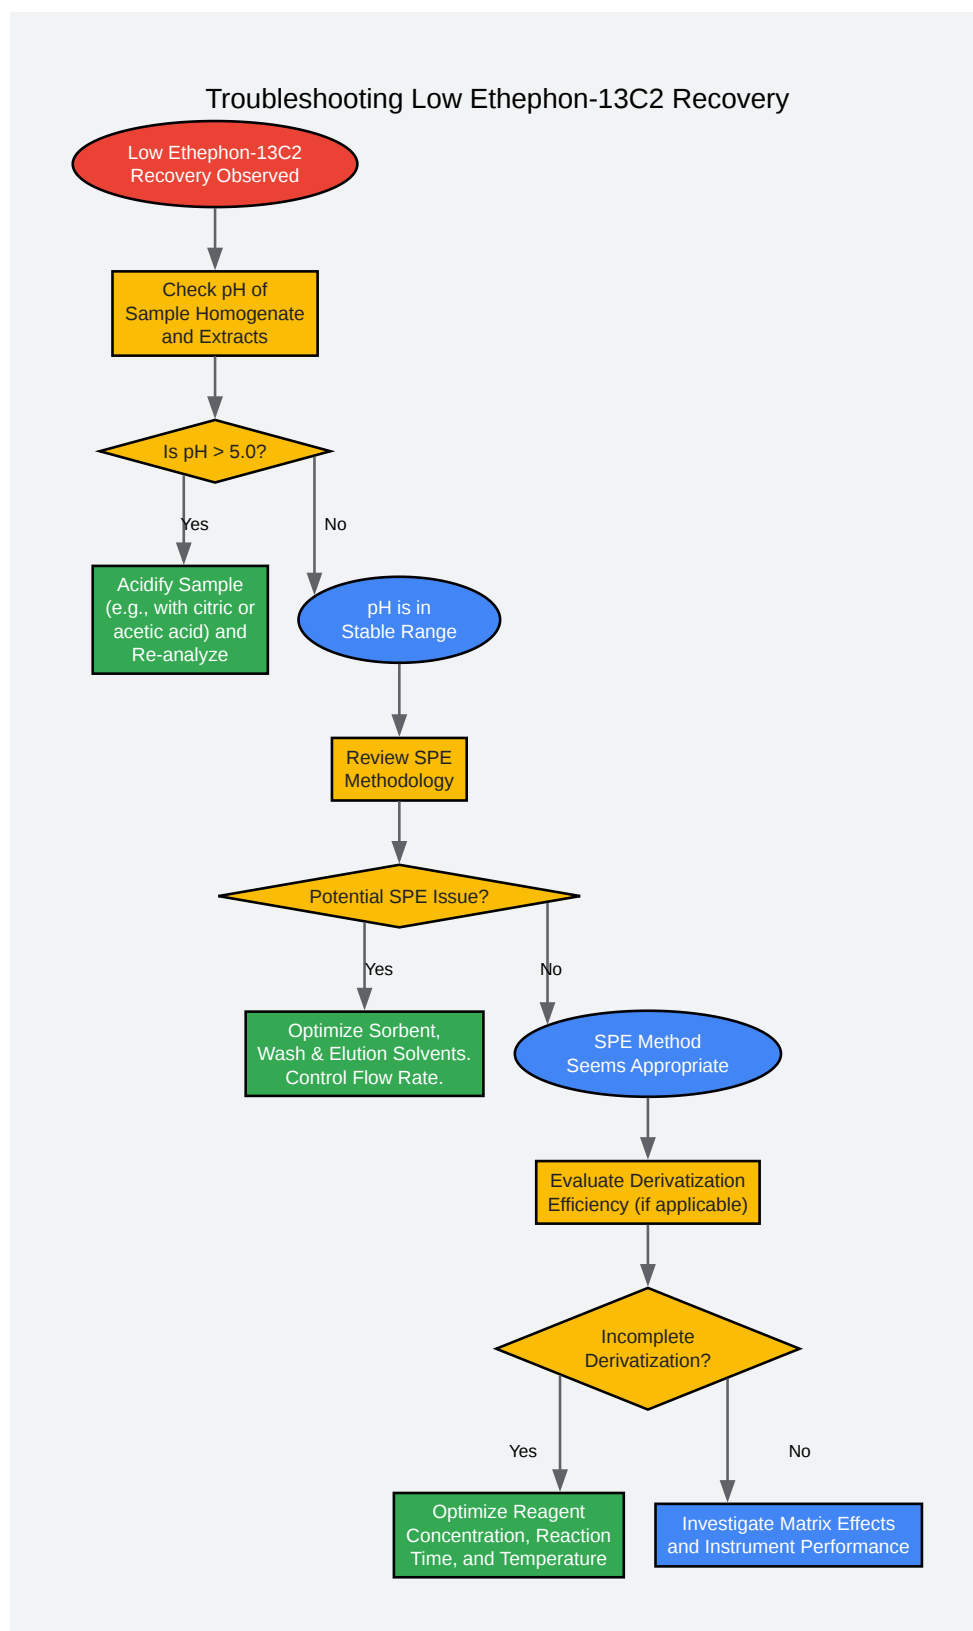 Troubleshooting Low Ethephon-13C2 Recovery
Low Ethephon-13C2
Recovery Observed
Check pH of
Sample Homogenate
and Extracts
Is pH > 5.0?
Yes
No
Acidify Sample
(e.g., with citric or
acetic acid) and
Re-analyze
pH is in
Stable Range
Review SPE
Methodology
Potential SPE Issue?
Yes
No
Optimize Sorbent,
Wash & Elution Solvents.
Control Flow Rate.
SPE Method
Seems Appropriate
Evaluate Derivatization
Efficiency (if applicable)
Incomplete
Derivatization?
Yes
No
Optimize Reagent
Concentration, Reaction
Time, and Temperature
Investigate Matrix Effects
and Instrument Performance